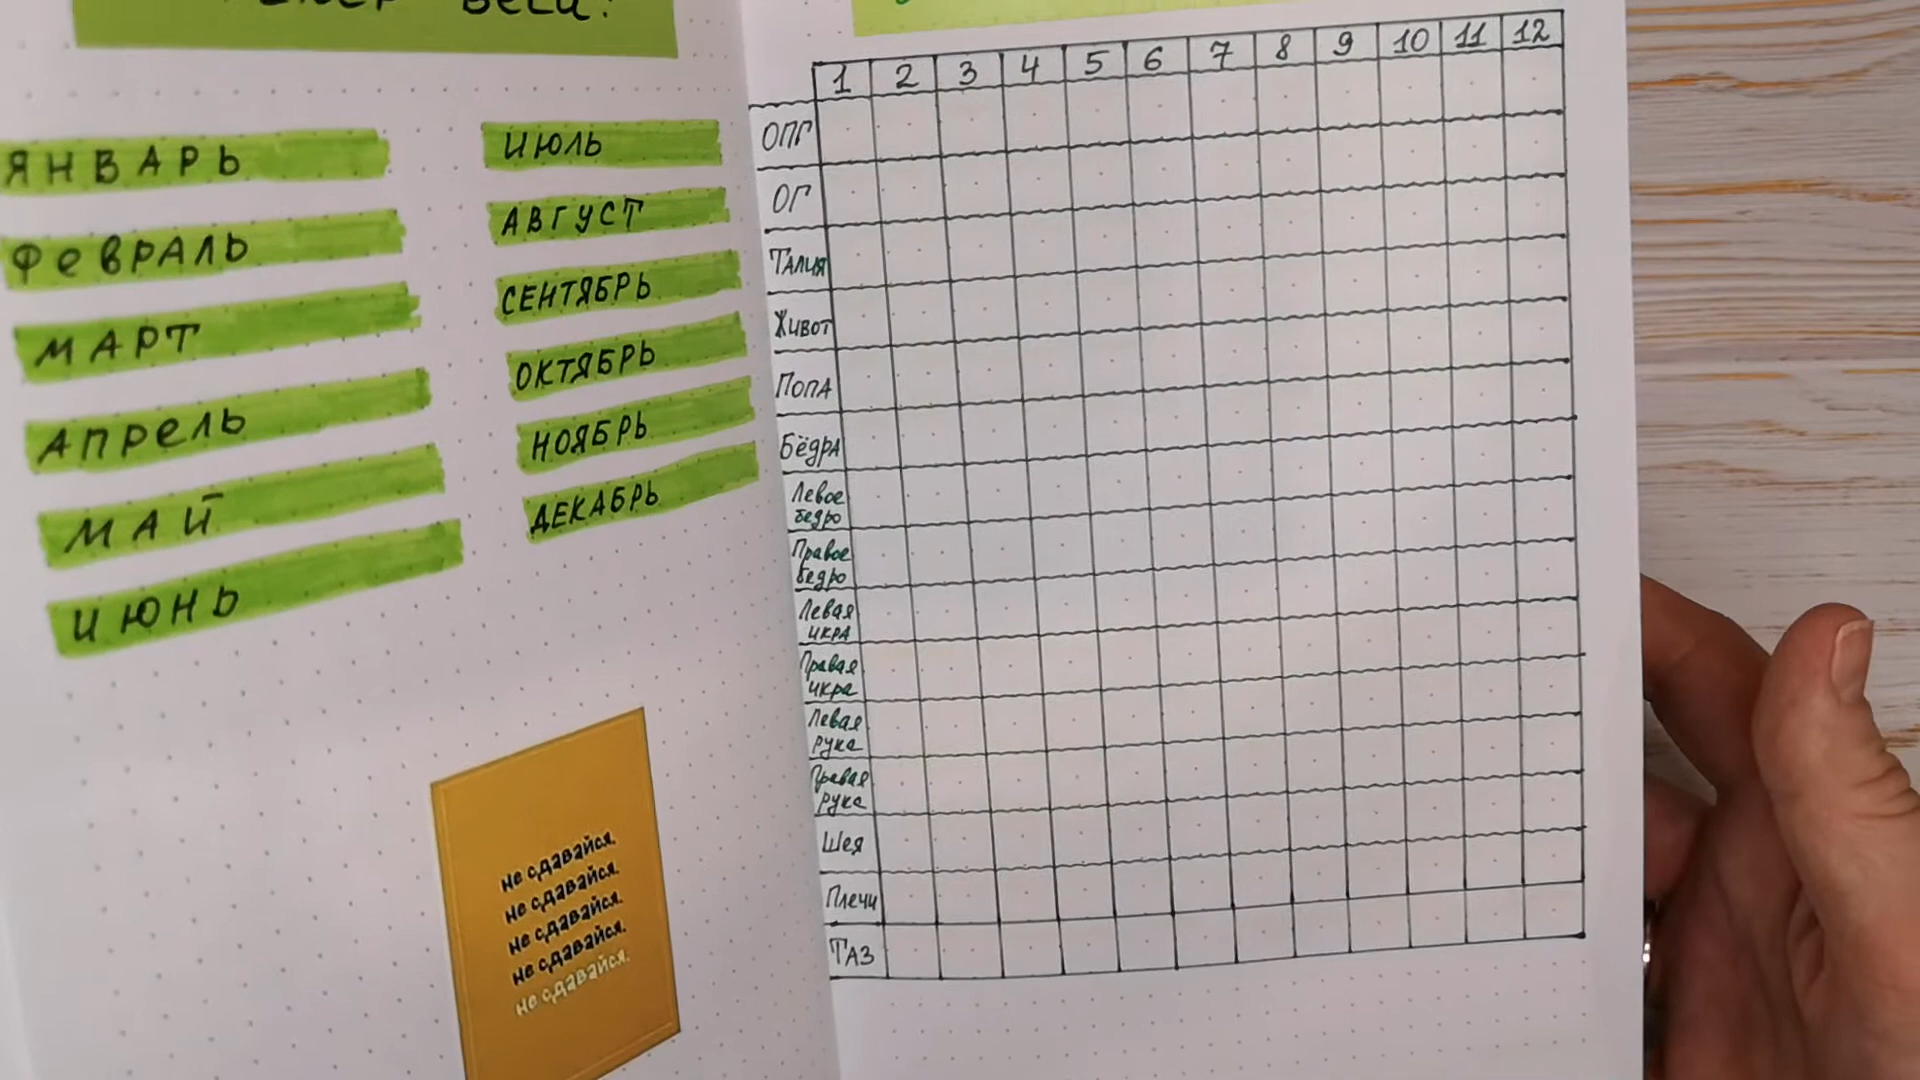 веса!
ЯНВАРЬ
ФеВРАЛЬ
МАРТ
АПРеЛЬ
МАЙ
ИЮНЬ
ИЮЛЬ
АВГУСТ
СЕНТЯБРЬ
ОКТЯБРЬ
НОЯБРЬ
ДЕКАБРЬ
не сдавайся.
не сдавайся.
не сдавайся.
не сдавайся.
не сдавайся.
1 2 3 4 5 6 7 8 9 10 11 12
ОПГ
ОГ
ТАЛИЯ
Живот
ПОПА
БёдРА
Левое
бедро
Правое
бедро
Левая
икра
Правая
икра
Левая
рука
Правая
рука
Шея
Плечи
ТАЗ